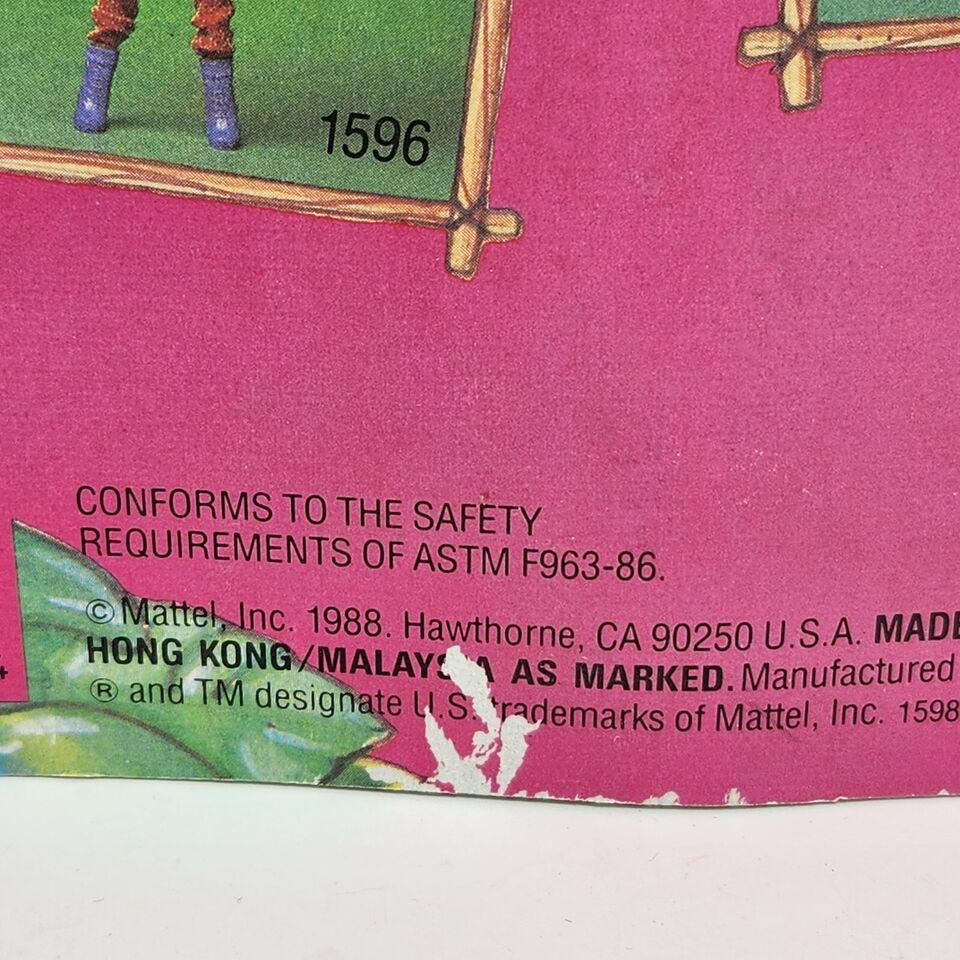 1596
CONFORMS TO THE SAFETY
REQUIREMENTS OF ASTM F963-86.
© Mattel, Inc. 1988. Hawthorne, CA 90250 U.S.A. MADE
HONG KONG/MALAYSIA AS MARKED. Manufactured
® and TM designate U.S. trademarks of Mattel, Inc. 1598